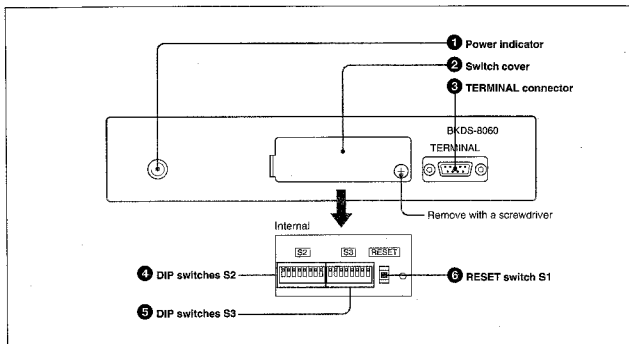 1 Power indicator
2 Switch cover
3 TERMINAL connector
BKDS-8060
TERMINAL
Remove with a screwdriver
Internal
S2 S3 RESET
4 DIP switches S2
6 RESET switch S1
5 DIP switches S3